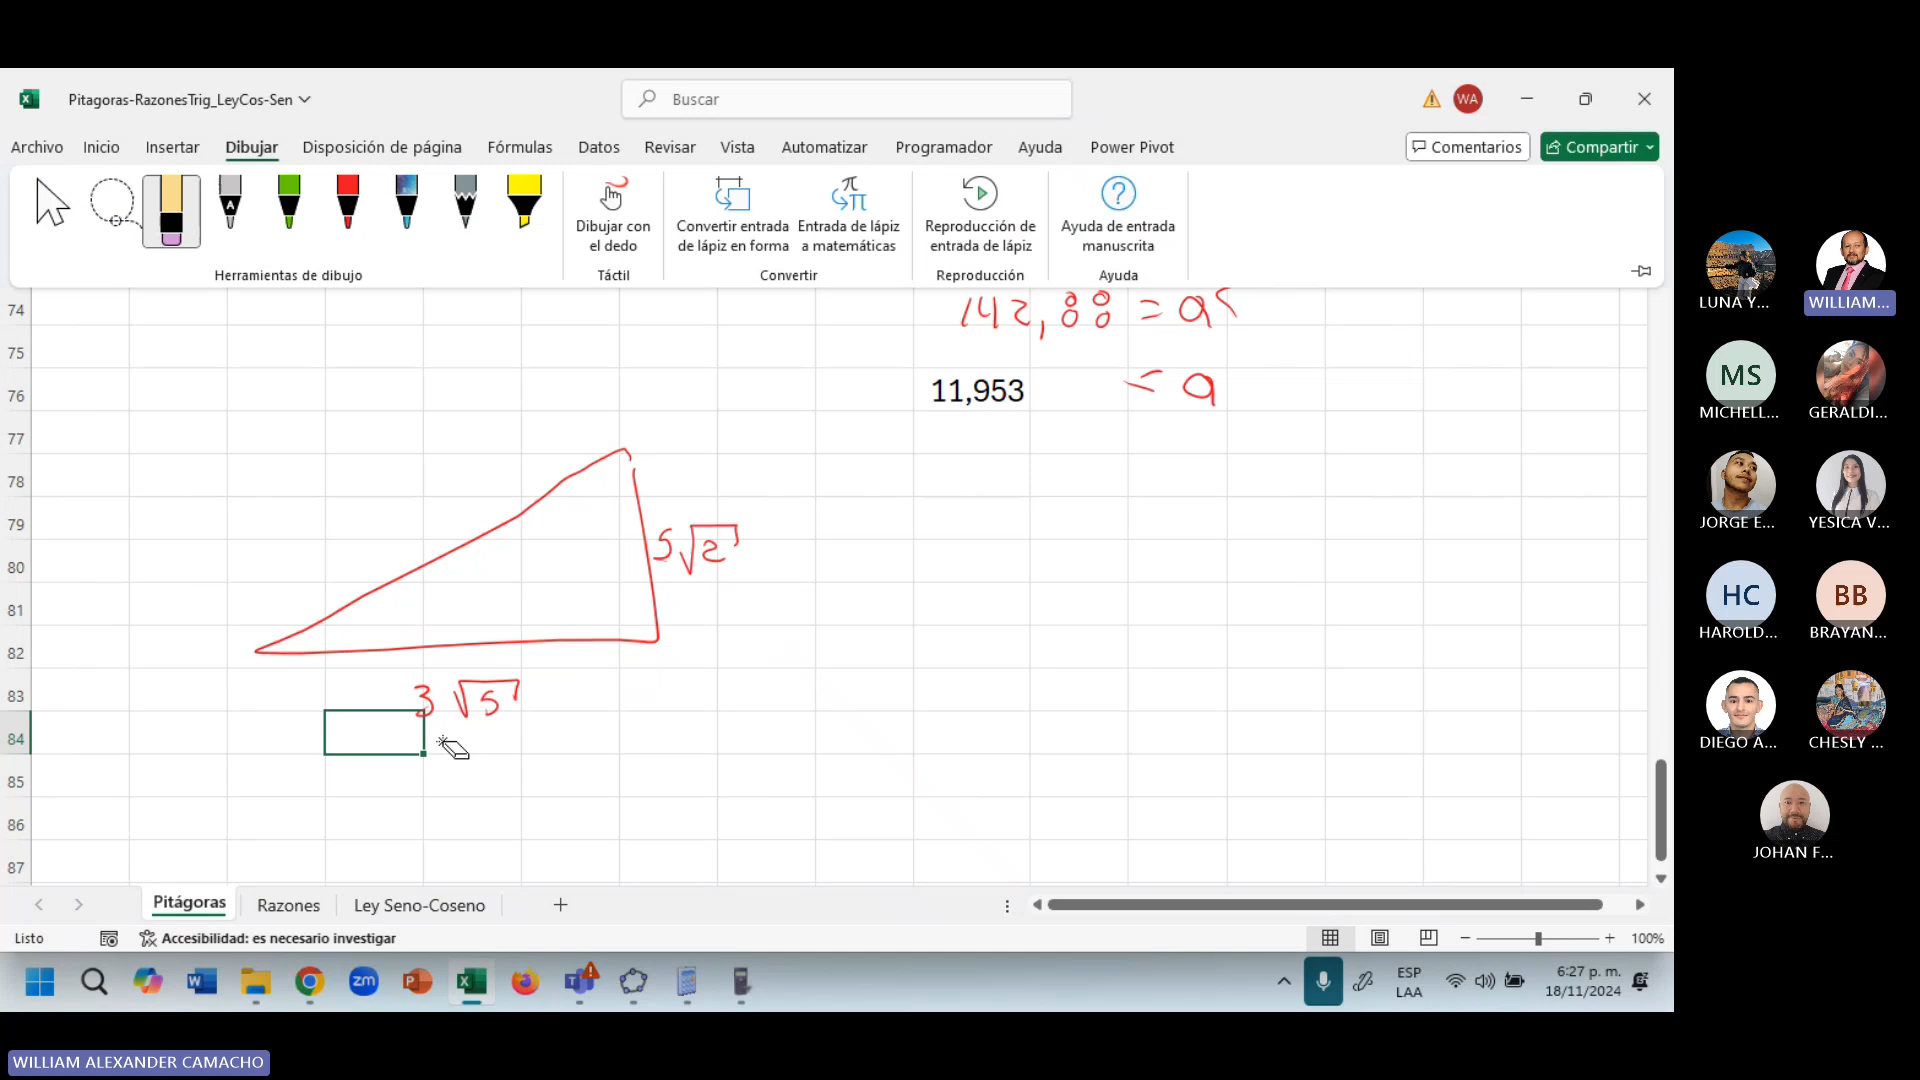 Pitagoras-RazonesTrig_LeyCos-Sen
Buscar
WA
Archivo Inicio Insertar Dibujar Disposición de página Fórmulas Datos Revisar Vista Automatizar Programador Ayuda Power Pivot
Comentarios Compartir
Dibujar con el dedo
Convertir entrada de lápiz en forma
Entrada de lápiz a matemáticas
Reproducción de entrada de lápiz
Ayuda de entrada manuscrita
Herramientas de dibujo Táctil Convertir Reproducción Ayuda
74
142,88 = a²
75
76
11,953 = a
77
78
79
80
5√2
81
82
83
3 √5
84
85
86
87
Pitágoras Razones Ley Seno-Coseno
Listo
Accesibilidad: es necesario investigar
100%
zm
ESP
LAA
6:27 p. m.
18/11/2024
LUNA Y...
WILLIAM...
MS
MICHELL...
GERALDI...
JORGE E...
YESICA V...
HC
HAROLD...
BB
BRAYAN...
DIEGO A...
CHESLY ...
JOHAN F...
WILLIAM ALEXANDER CAMACHO